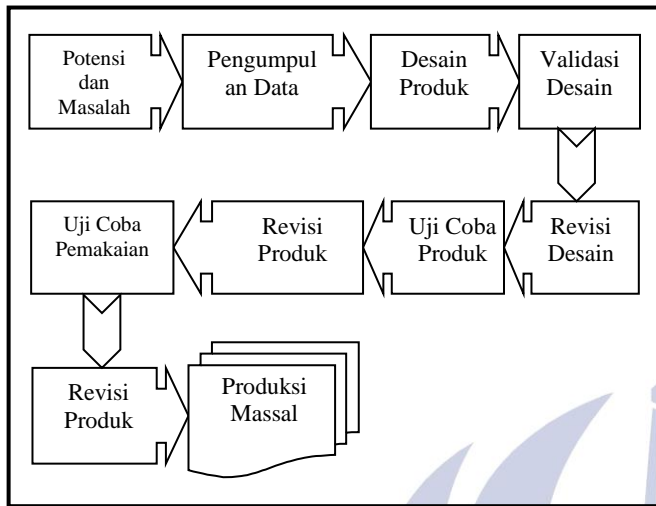 Potensi
dan
Masalah
Pengumpul
an Data
Desain
Produk
Validasi
Desain
Revisi
Desain
Uji Coba
Produk
Revisi
Produk
Uji Coba
Pemakaian
Revisi
Produk
Produksi
Massal